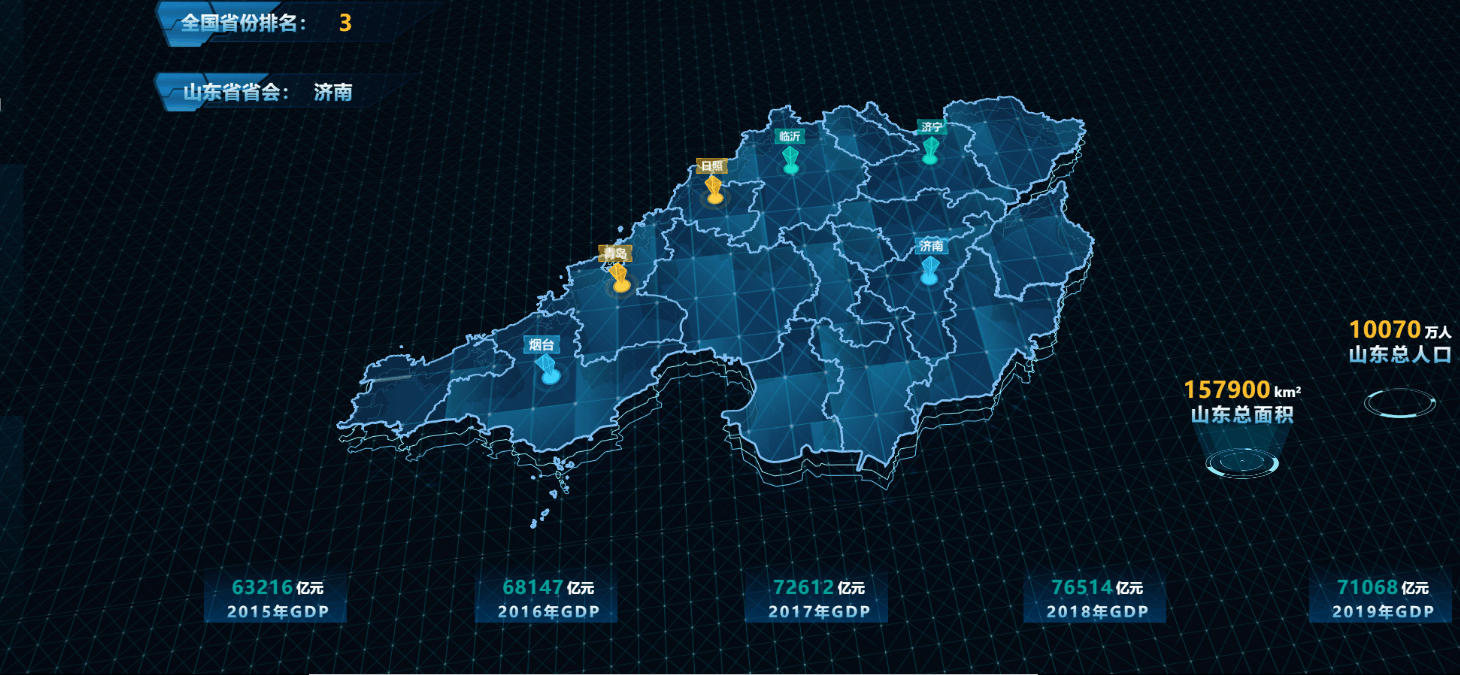 全国省份排名： 3
山东省省会： 济南
济宁
临沂
日照
济南
青岛
烟台
10070 万人
山东总人口
157900 km²
山东总面积
63216 亿元
2015年GDP
68147 亿元
2016年GDP
72612 亿元
2017年GDP
76514 亿元
2018年GDP
71068 亿元
2019年GDP